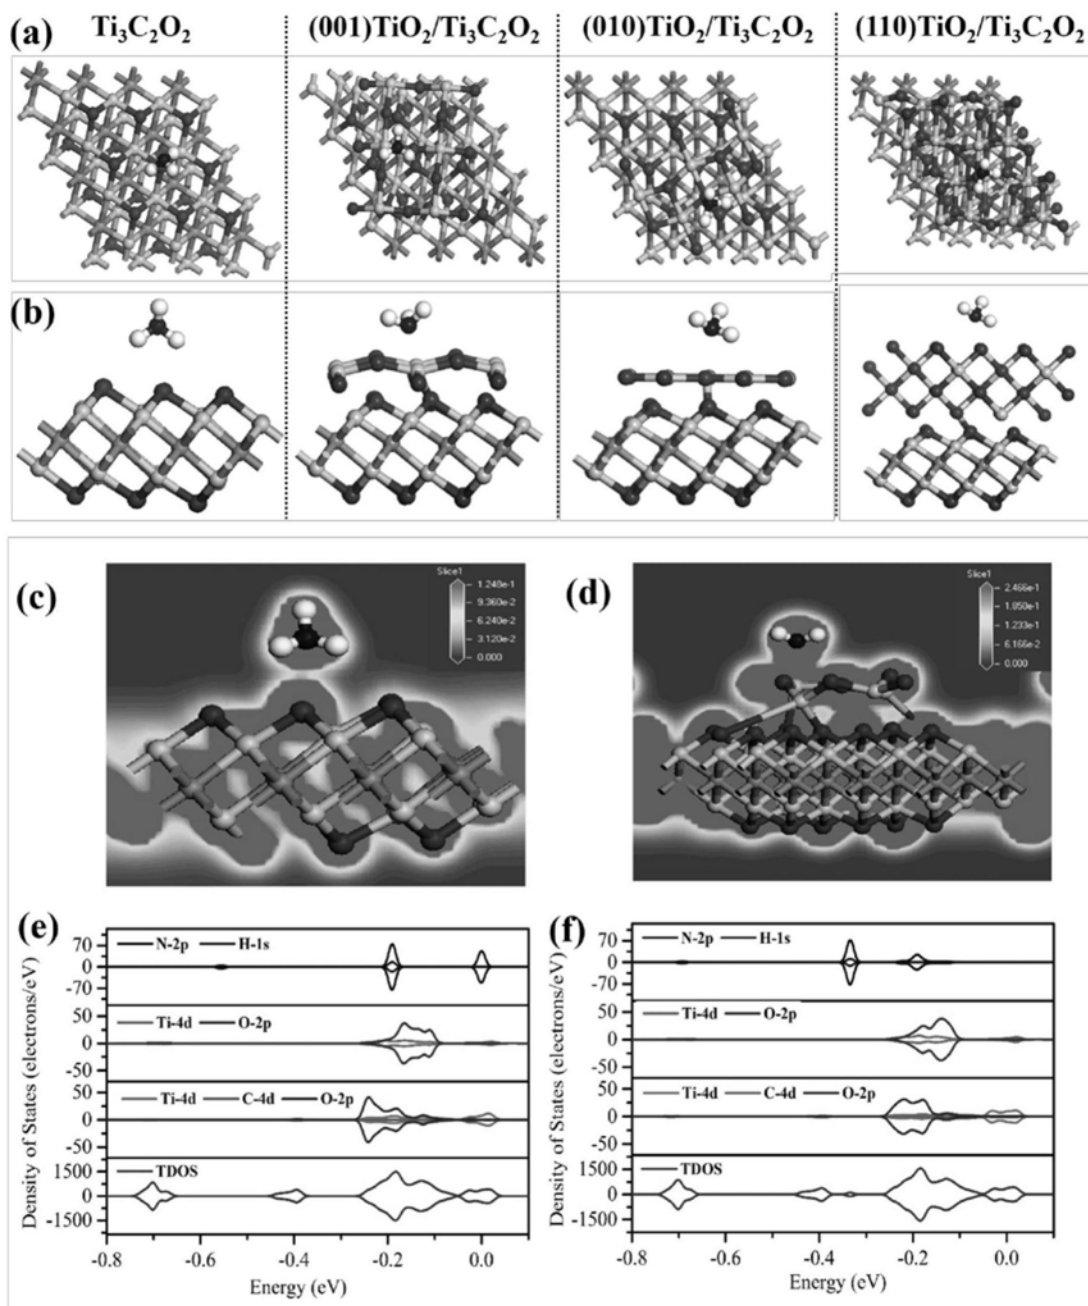 (a) Ti₃C₂O₂ (001)TiO₂/Ti₃C₂O₂ (010)TiO₂/Ti₃C₂O₂ (110)TiO₂/Ti₃C₂O₂
(b)
(c)
Slice1
1.248e-1
9.360e-2
6.240e-2
3.120e-2
0.000
(d)
Slice1
2.466e-1
1.850e-1
1.233e-1
6.166e-2
0.000
(e)
Density of States (electrons/eV)
N-2p H-1s
70
0
-70
Ti-4d O-2p
50
0
-50
Ti-4d C-4d O-2p
50
0
-50
TDOS
1500
0
-1500
-0.8 -0.6 -0.4 -0.2 0.0
Energy (eV)
(f)
Density of States (electrons/eV)
N-2p H-1s
70
0
-70
Ti-4d O-2p
50
0
-50
Ti-4d C-4d O-2p
50
0
-50
TDOS
1500
0
-1500
-0.8 -0.6 -0.4 -0.2 0.0
Energy (eV)